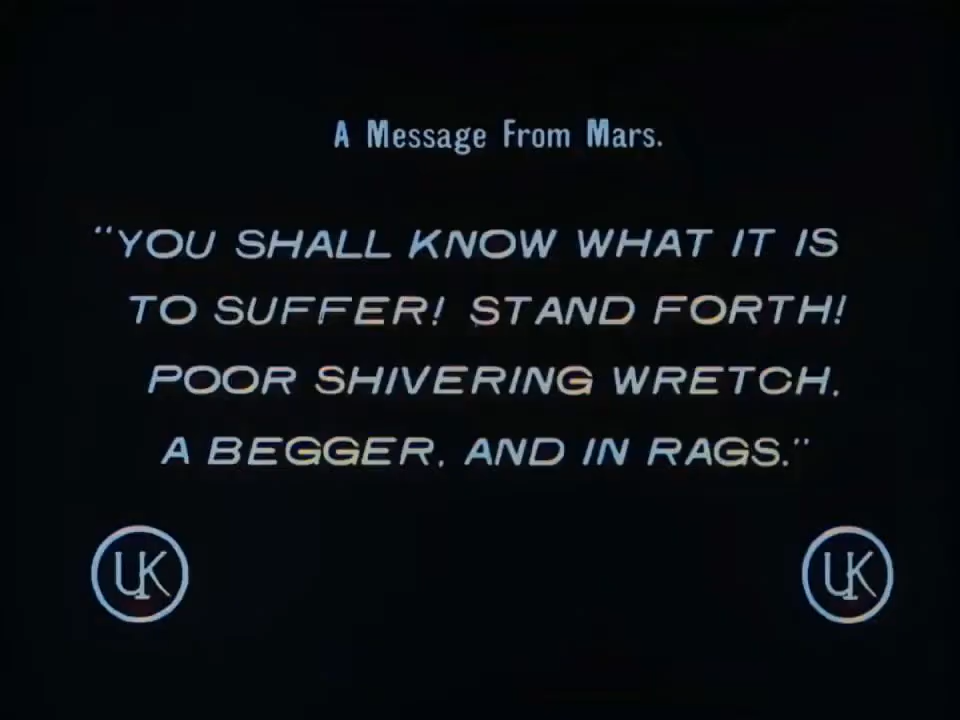 A Message From Mars.
“YOU SHALL KNOW WHAT IT IS
TO SUFFER! STAND FORTH!
POOR SHIVERING WRETCH,
A BEGGER, AND IN RAGS.”
UK UK